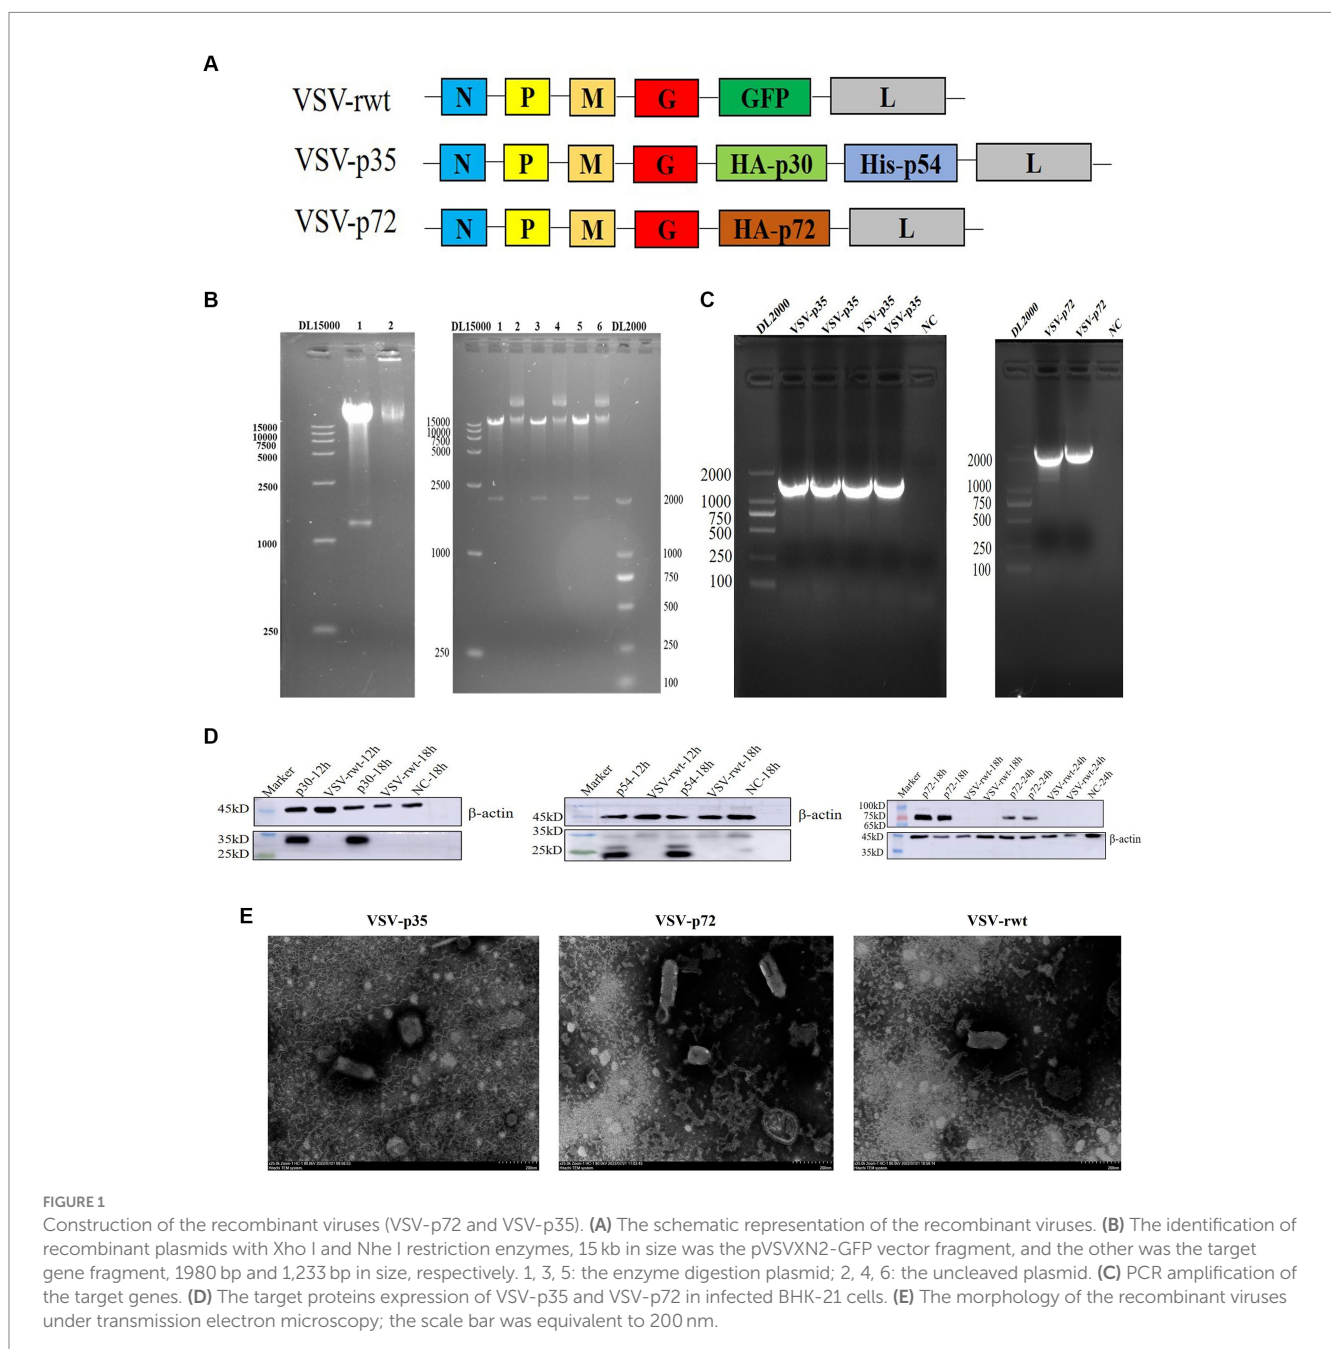 A
VSV-rwt N P M G GFP L
VSV-p35 N P M G HA-p30 His-p54 L
VSV-p72 N P M G HA-p72 L
B
DL15000 1 2
15000
10000
7500
5000
2500
1000
250
DL15000 1 2 3 4 5 6 DL2000
15000
10000
7500
5000
2500
1000
250
2000
1000
750
500
250
100
C
DL2000 VSV-p35 VSV-p35 VSV-p35 VSV-p35 NC
2000
1000
750
500
250
100
DL2000 VSV-p72 VSV-p72 NC
2000
1000
750
500
250
100
D
Marker p30-12h VSV-rwt-12h p30-18h VSV-rwt-18h NC-18h
45kD β-actin
35kD
25kD
Marker p54-12h VSV-rwt-12h p54-18h VSV-rwt-18h NC-18h
45kD β-actin
35kD
25kD
Marker p72-18h p72-18h VSV-rwt-18h VSV-rwt-18h p72-24h p72-24h VSV-rwt-24h VSV-rwt-24h NC-24h
100kD
75kD
65kD
45kD β-actin
35kD
E
VSV-p35 VSV-p72 VSV-rwt
Hitachi TEM system 200nm
Hitachi TEM system 200nm
Hitachi TEM system 200nm
FIGURE 1
Construction of the recombinant viruses (VSV-p72 and VSV-p35). (A) The schematic representation of the recombinant viruses. (B) The identification of
recombinant plasmids with Xho I and Nhe I restriction enzymes, 15 kb in size was the pVSVXN2-GFP vector fragment, and the other was the target
gene fragment, 1980 bp and 1,233 bp in size, respectively. 1, 3, 5: the enzyme digestion plasmid; 2, 4, 6: the uncleaved plasmid. (C) PCR amplification of
the target genes. (D) The target proteins expression of VSV-p35 and VSV-p72 in infected BHK-21 cells. (E) The morphology of the recombinant viruses
under transmission electron microscopy; the scale bar was equivalent to 200 nm.